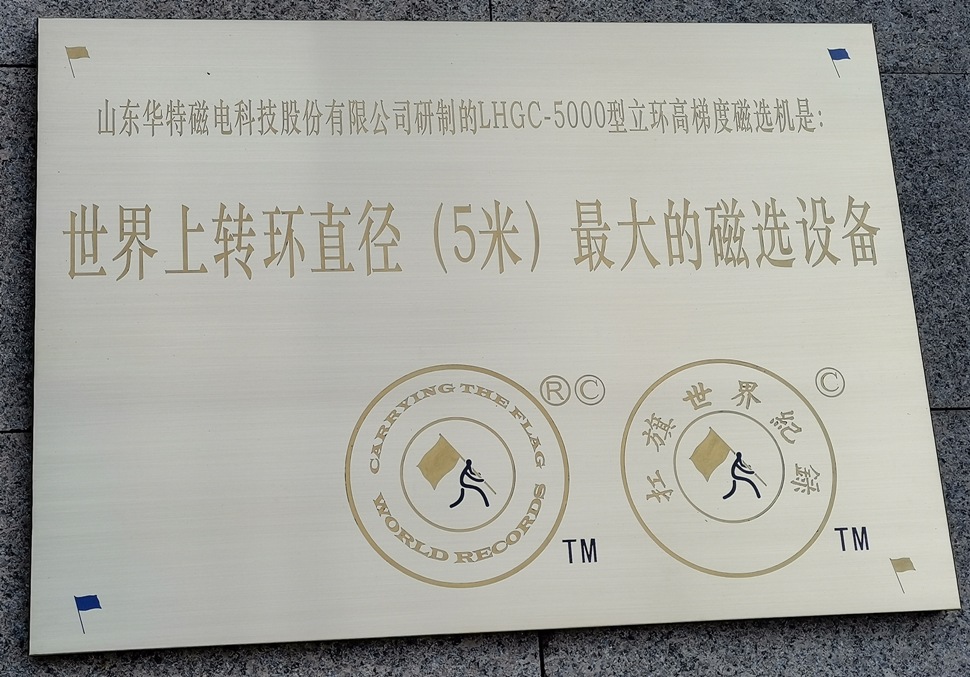 山东华特磁电科技股份有限公司研制的LHGC-5000型立环高梯度磁选机是：
世界上转环直径（5米）最大的磁选设备
CARRYING THE FLAG
WORLD RECORDS
®©
TM
扛旗世界紀錄
©
TM